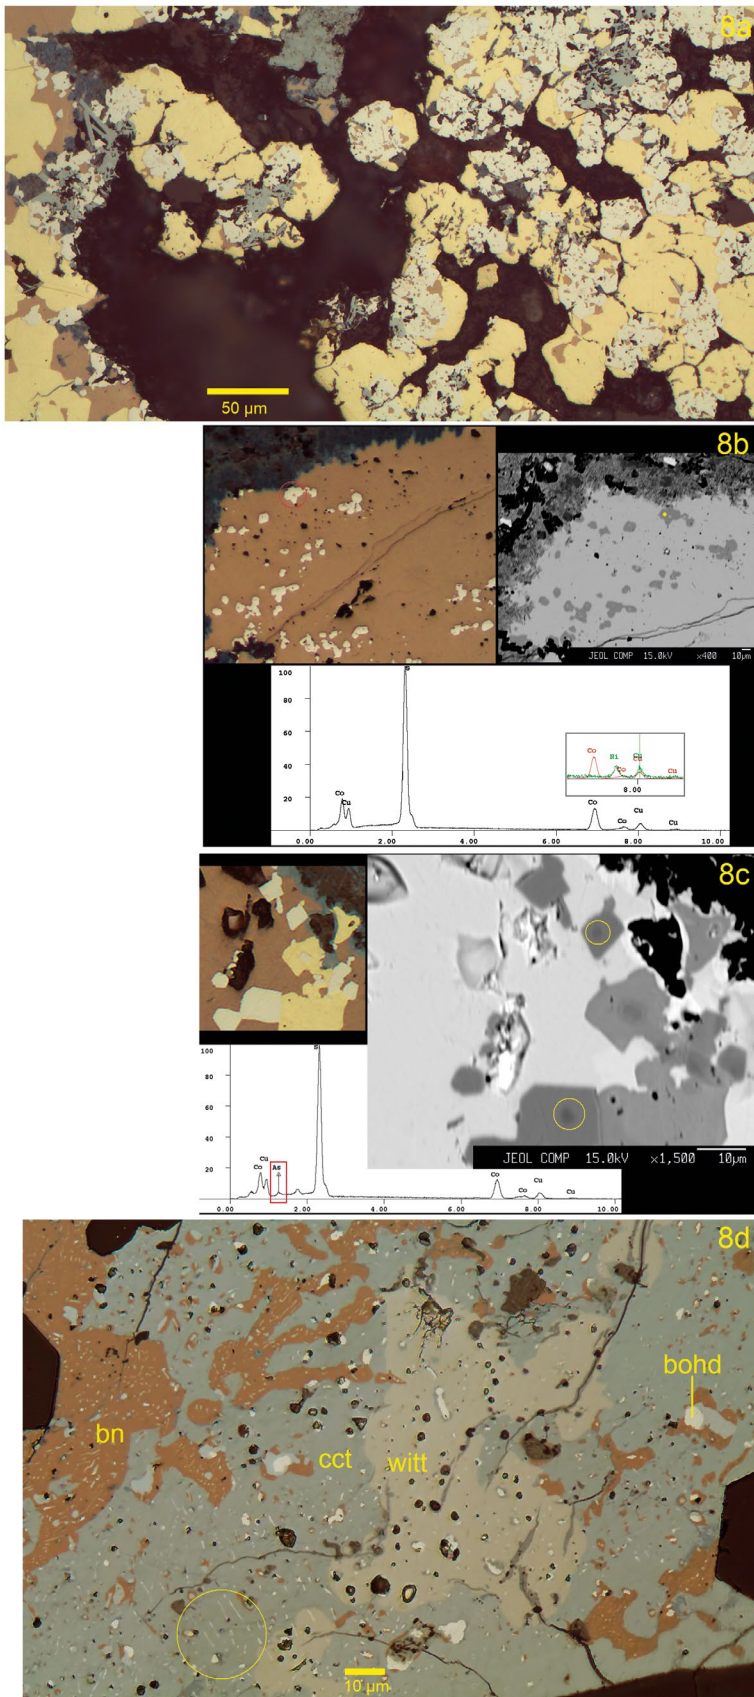 8a
50 µm
8b
JEOL COMP 15.0kV ×400 10µm
100
80
60
40
20
S
Co
Cu
Co
Co
Cu
Cu
Co
Ni
Co
Cu
Cu
Cu
8.00
0.00 2.00 4.00 6.00 8.00 10.00
8c
JEOL COMP 15.0kV ×1,500 10µm
100
80
60
40
20
S
Co
Cu
As
Co
Co
Cu
Cu
0.00 2.00 4.00 6.00 8.00 10.00
8d
bohd
bn
cct witt
10 µm